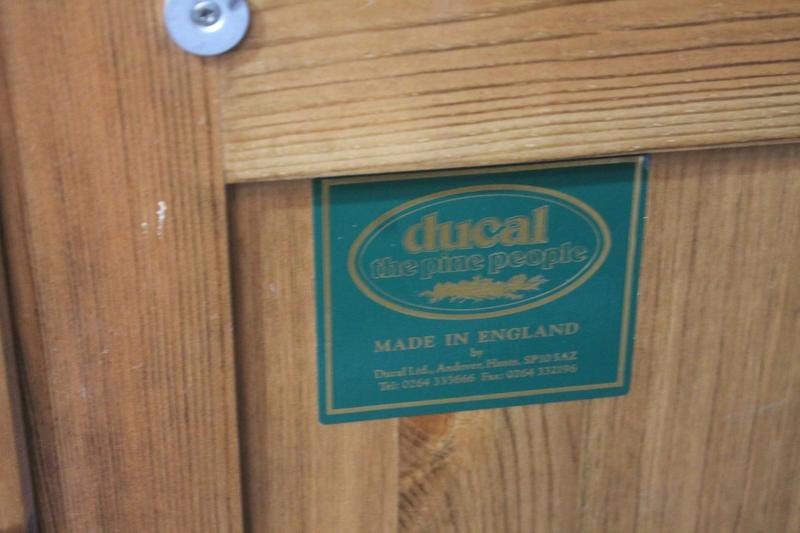 ducal
the pine people
MADE IN ENGLAND
by
Ducal Ltd., Andover, Hants. SP10 5AZ
Tel: 0264 333666 Fax: 0264 332196